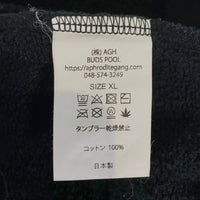 (株) AGH
BUDS POOL
https://aphroditegang.com
048-574-3249
SIZE XL
タンブラー乾燥禁止
コットン 100%
日本製